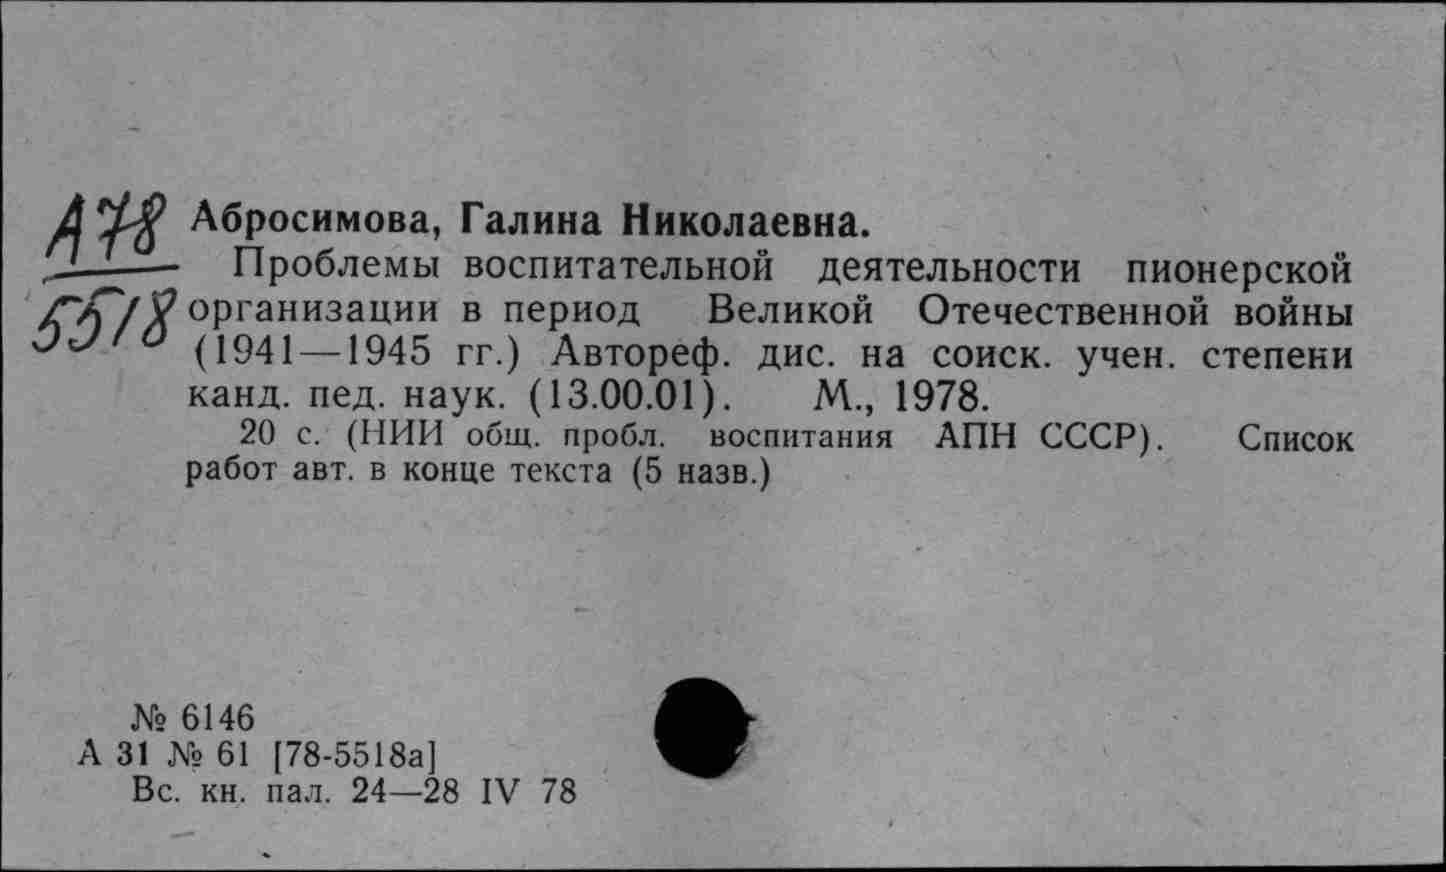 А78
5518
Абросимова, Галина Николаевна.
Проблемы воспитательной деятельности пионерской
организации в период Великой Отечественной войны
(1941—1945 гг.) Автореф. дис. на соиск. учен. степени
канд. пед. наук. (13.00.01). М., 1978.
20 с. (НИИ общ. пробл. воспитания АПН СССР). Список
работ авт. в конце текста (5 назв.)
№ 6146
А 31 № 61 [78-5518а]
Вс. кн. пал. 24—28 IV 78